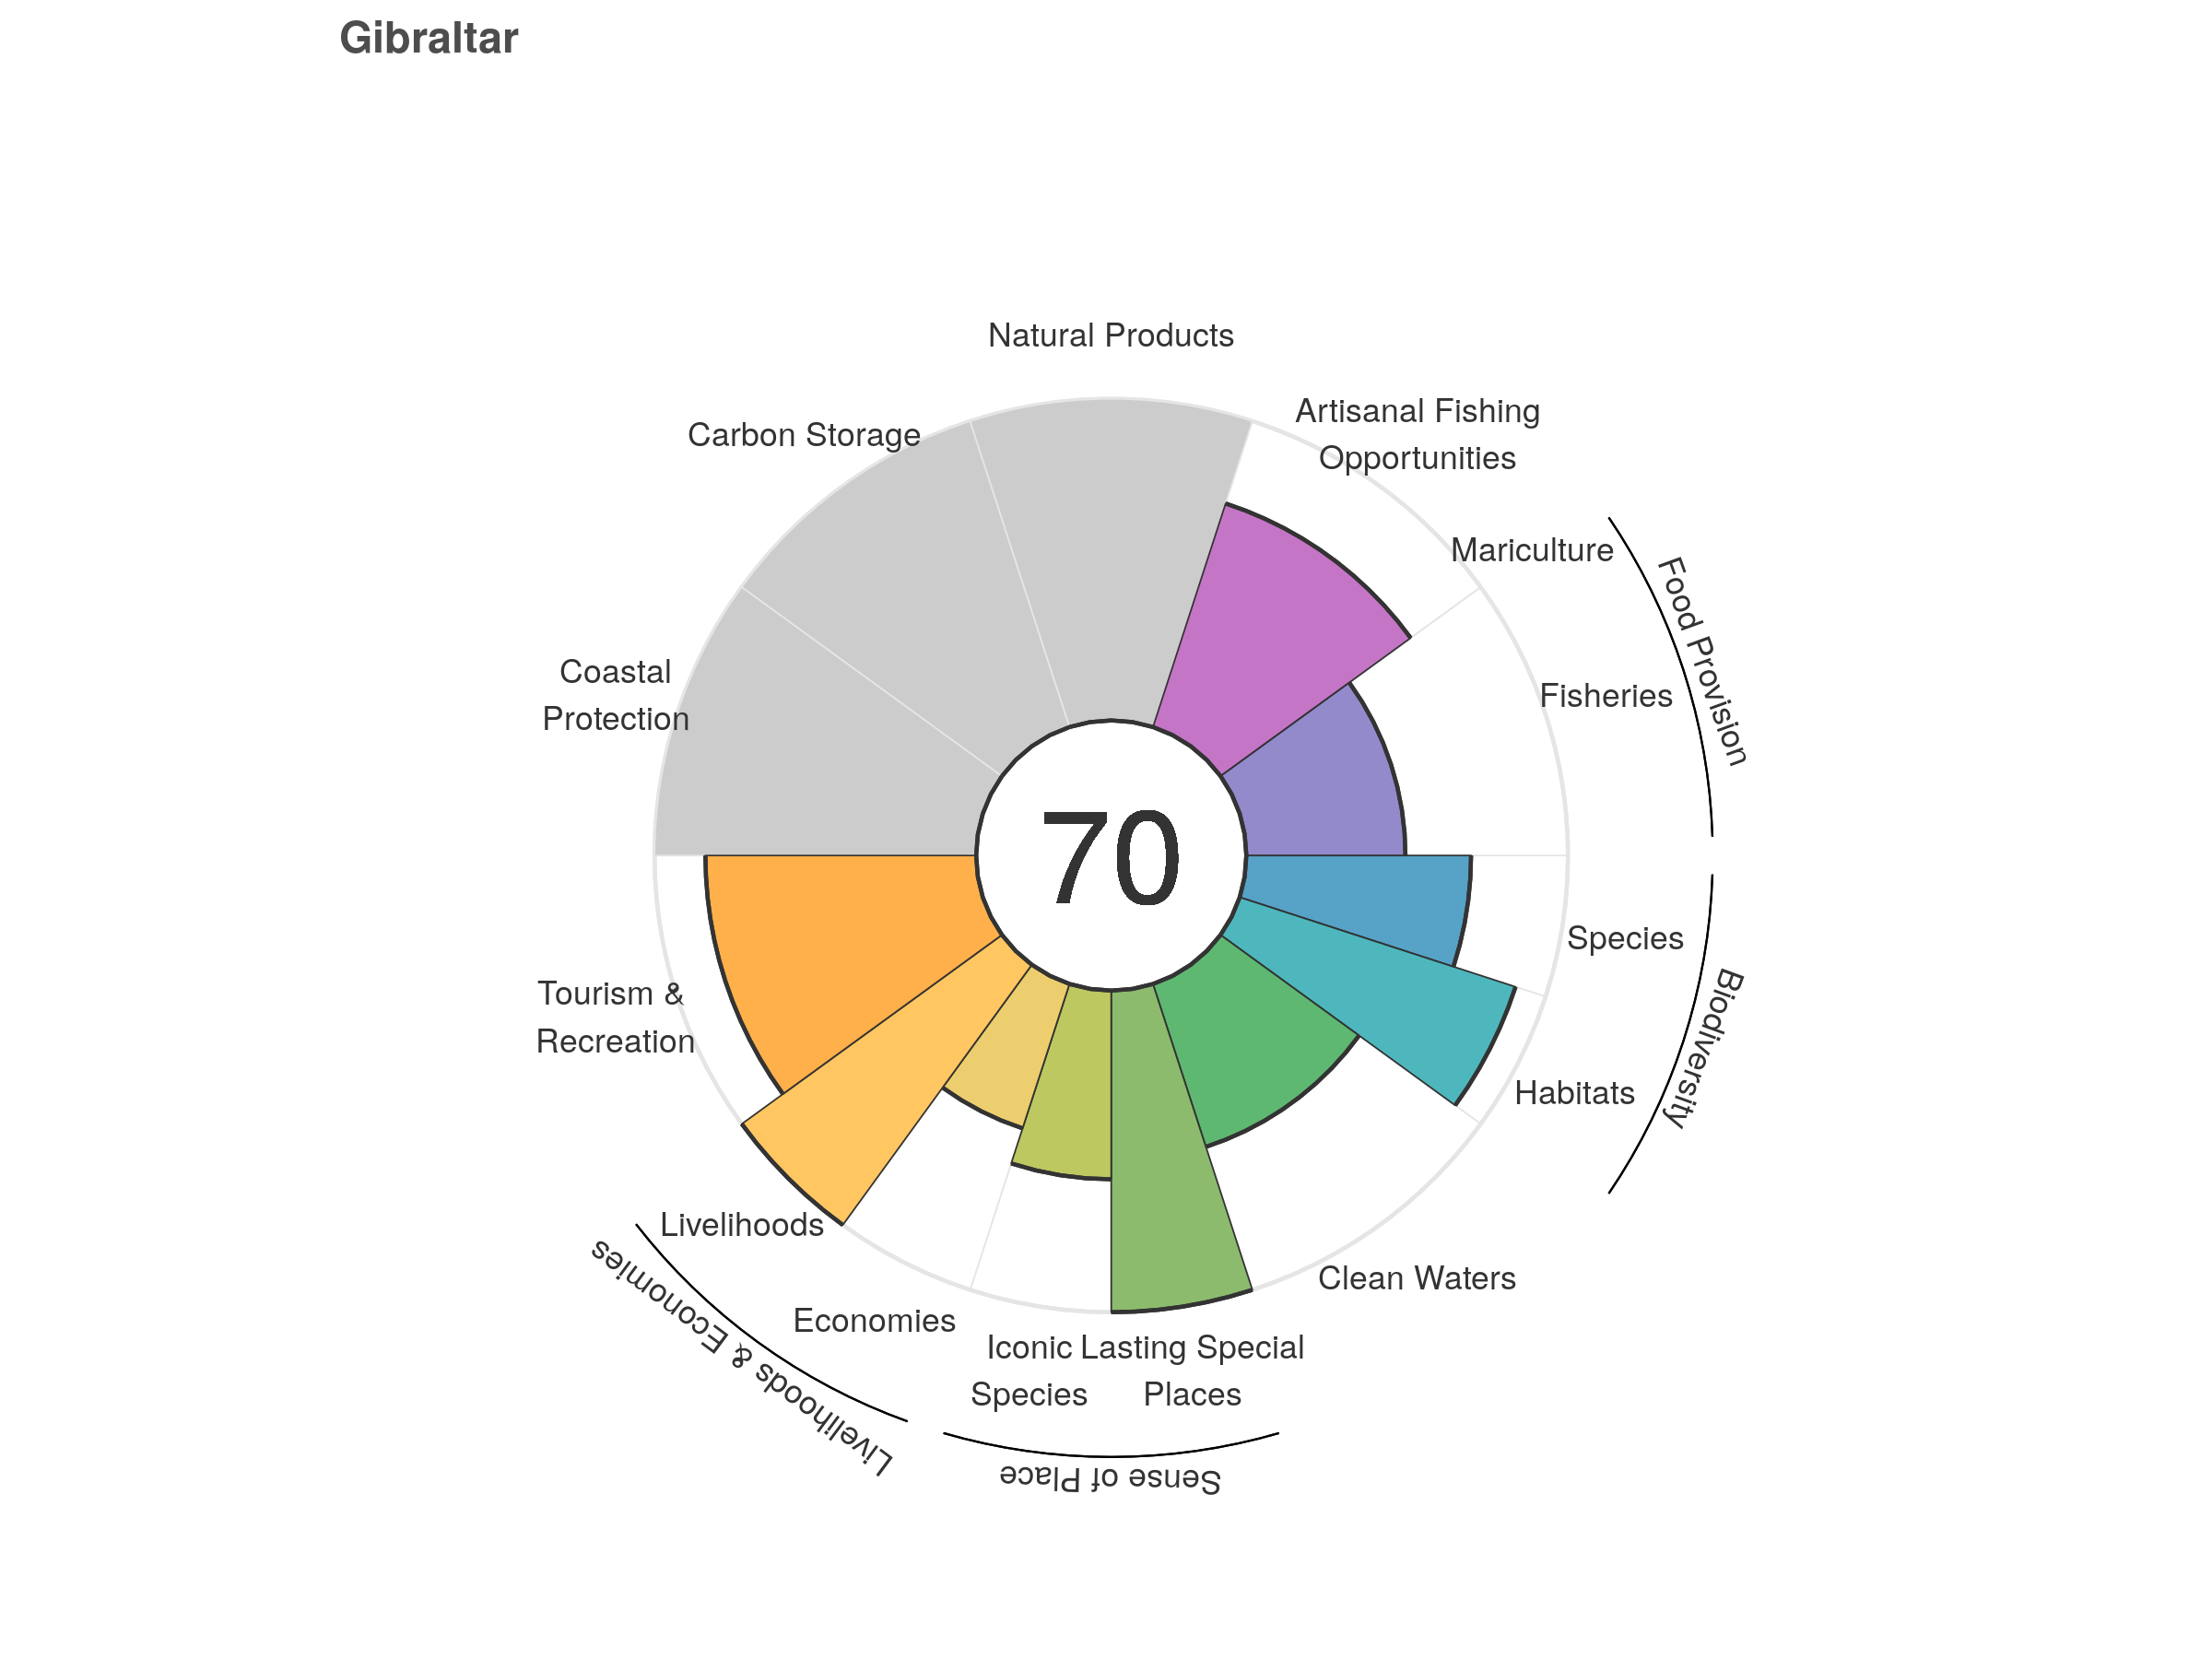 Gibraltar
Natural Products
Artisanal Fishing
Opportunities
Carbon Storage
Mariculture
Food Provision
Coastal
Protection
Fisheries
70
Species
Biodiversity
Tourism &
Recreation
Habitats
Livelihoods
Clean Waters
Livelihoods & Economies
Economies
Iconic
Species
Lasting Special
Places
Sense of Place